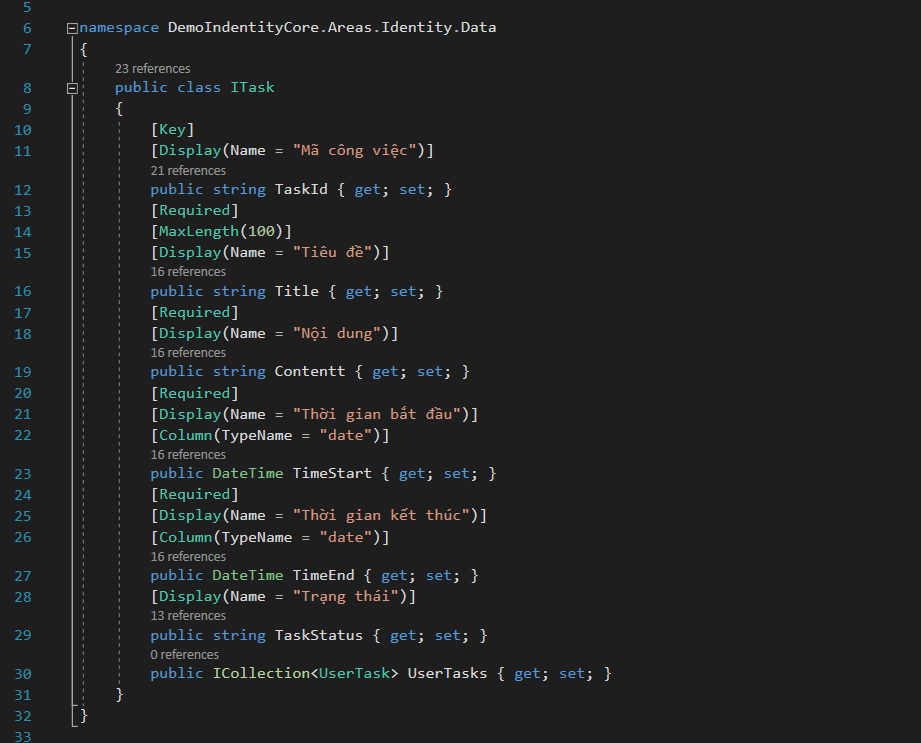 5
6 namespace DemoIndentityCore.Areas.Identity.Data
7 {
23 references
8 public class ITask
9 {
10 [Key]
11 [Display(Name = "Mã công việc")]
21 references
12 public string TaskId { get; set; }
13 [Required]
14 [MaxLength(100)]
15 [Display(Name = "Tiêu đề")]
16 references
16 public string Title { get; set; }
17 [Required]
18 [Display(Name = "Nội dung")]
16 references
19 public string Contentt { get; set; }
20 [Required]
21 [Display(Name = "Thời gian bắt đầu")]
22 [Column(TypeName = "date")]
16 references
23 public DateTime TimeStart { get; set; }
24 [Required]
25 [Display(Name = "Thời gian kết thúc")]
26 [Column(TypeName = "date")]
16 references
27 public DateTime TimeEnd { get; set; }
28 [Display(Name = "Trạng thái")]
13 references
29 public string TaskStatus { get; set; }
0 references
30 public ICollection<UserTask> UserTasks { get; set; }
31 }
32 }
33